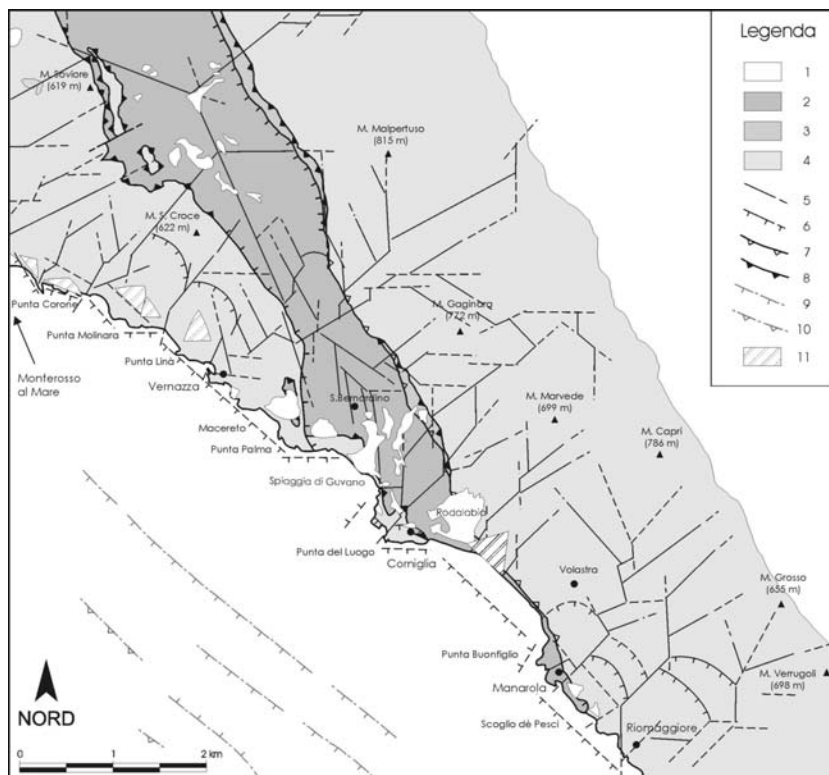 Legenda
1
2
3
4
5
6
7
8
9
10
11
M. Soviore
(619 m)
M. Malpertuso
(815 m)
M. S. Croce
(622 m)
Punta Corone
Punta Molinara
M. Gaginara
(772 m)
Monterosso
al Mare
Punta Linà
Vernazza
S.Bernardino
M. Marvede
(699 m)
Macereto
Punta Palma
M. Capri
(786 m)
Spiaggia di Guvano
Rodalabia
Punta del Luogo
Corniglia
Volastra
M. Grosso
(655 m)
Punta Buonfiglio
M. Verrugoli
(698 m)
Manarola
NORD
Scoglio dè Pesci
Riomaggiore
0 1 2 km